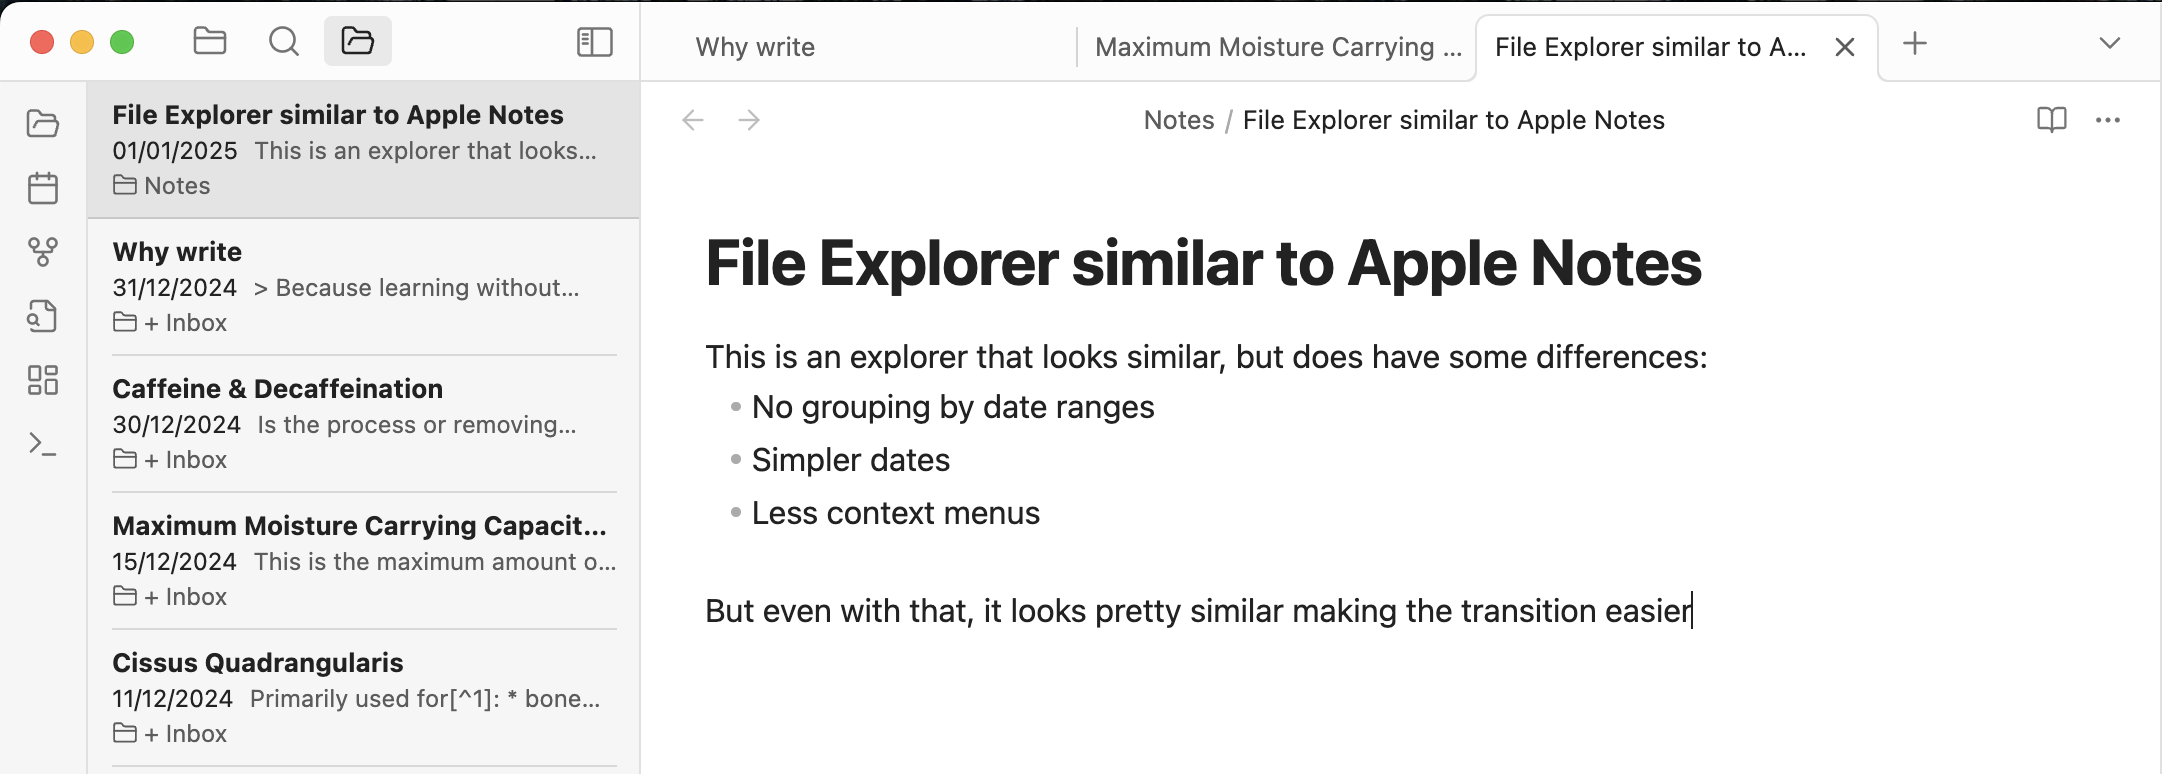 Why write
Maximum Moisture Carrying ...
File Explorer similar to A...
File Explorer similar to Apple Notes
01/01/2025 This is an explorer that looks...
Notes
Why write
31/12/2024 > Because learning without...
+ Inbox
Caffeine & Decaffeination
30/12/2024 Is the process or removing...
+ Inbox
Maximum Moisture Carrying Capacit...
15/12/2024 This is the maximum amount o...
+ Inbox
Cissus Quadrangularis
11/12/2024 Primarily used for[^1]: * bone...
+ Inbox
Notes / File Explorer similar to Apple Notes
File Explorer similar to Apple Notes
This is an explorer that looks similar, but does have some differences:
• No grouping by date ranges
• Simpler dates
• Less context menus
But even with that, it looks pretty similar making the transition easier